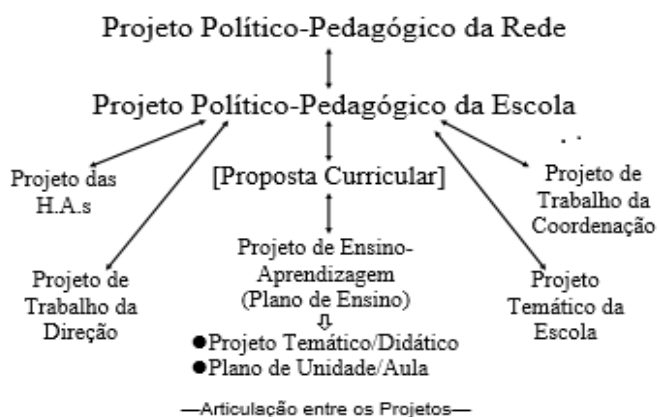 Projeto Político-Pedagógico da Rede
Projeto Político-Pedagógico da Escola
Projeto das
H.A.s
[Proposta Curricular]
Projeto de
Trabalho da
Coordenação
Projeto de
Trabalho da
Direção
Projeto de Ensino-
Aprendizagem
(Plano de Ensino)
Projeto
Temático da
Escola
●Projeto Temático/Didático
●Plano de Unidade/Aula
—Articulação entre os Projetos—